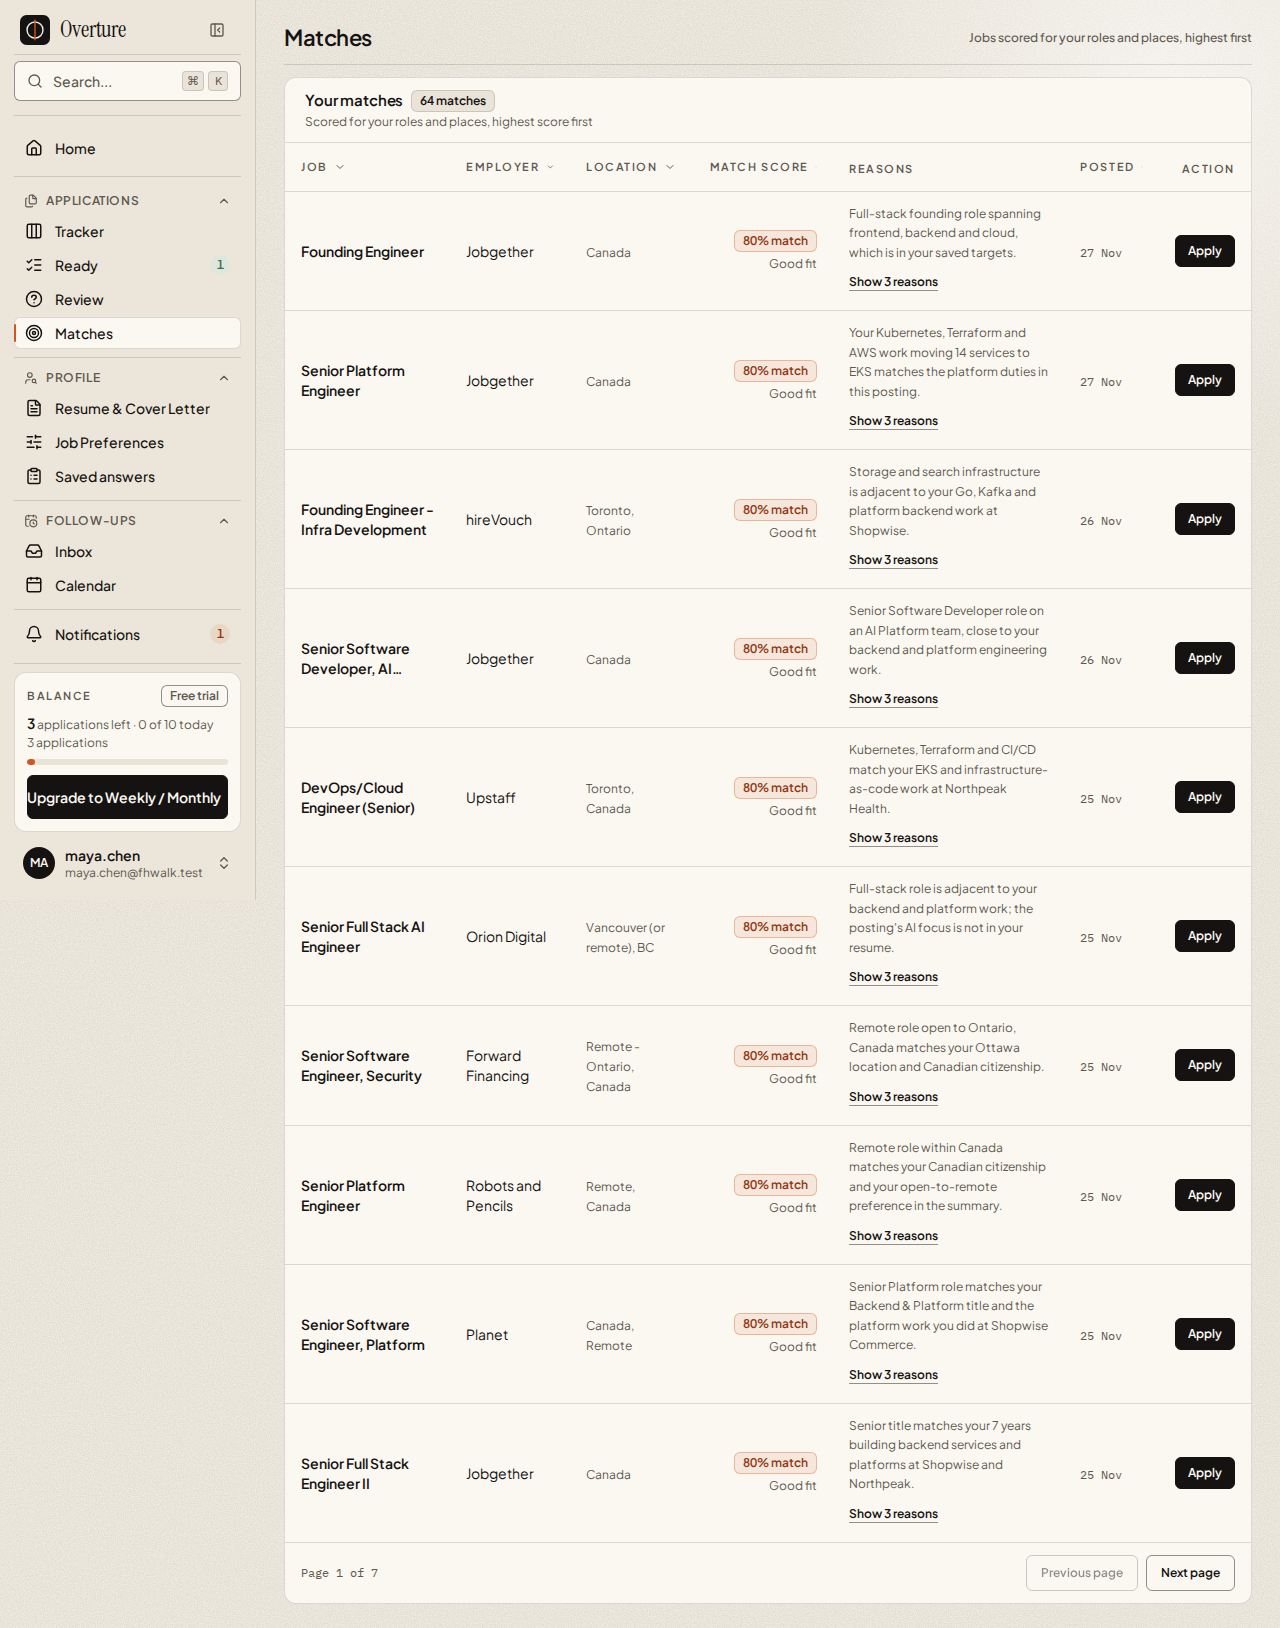 Overture
Search...
⌘ K
Home
APPLICATIONS
Tracker
Ready 1
Review
Matches
PROFILE
Resume & Cover Letter
Job Preferences
Saved answers
FOLLOW-UPS
Inbox
Calendar
Notifications 1
BALANCE Free trial
3 applications left · 0 of 10 today
3 applications
Upgrade to Weekly / Monthly
MA
maya.chen
maya.chen@fhwalk.test
Matches
Jobs scored for your roles and places, highest first
Your matches 64 matches
Scored for your roles and places, highest score first
JOB EMPLOYER LOCATION MATCH SCORE REASONS POSTED ACTION
Founding Engineer
Jobgether
Canada
80% match
Good fit
Full-stack founding role spanning
frontend, backend and cloud,
which is in your saved targets.
Show 3 reasons
27 Nov
Apply
Senior Platform
Engineer
Jobgether
Canada
80% match
Good fit
Your Kubernetes, Terraform and
AWS work moving 14 services to
EKS matches the platform duties in
this posting.
Show 3 reasons
27 Nov
Apply
Founding Engineer -
Infra Development
hireVouch
Toronto,
Ontario
80% match
Good fit
Storage and search infrastructure
is adjacent to your Go, Kafka and
platform backend work at
Shopwise.
Show 3 reasons
26 Nov
Apply
Senior Software
Developer, AI…
Jobgether
Canada
80% match
Good fit
Senior Software Developer role on
an AI Platform team, close to your
backend and platform engineering
work.
Show 3 reasons
26 Nov
Apply
DevOps/Cloud
Engineer (Senior)
Upstaff
Toronto,
Canada
80% match
Good fit
Kubernetes, Terraform and CI/CD
match your EKS and infrastructure-
as-code work at Northpeak
Health.
Show 3 reasons
25 Nov
Apply
Senior Full Stack AI
Engineer
Orion Digital
Vancouver (or
remote), BC
80% match
Good fit
Full-stack role is adjacent to your
backend and platform work; the
posting's AI focus is not in your
resume.
Show 3 reasons
25 Nov
Apply
Senior Software
Engineer, Security
Forward
Financing
Remote -
Ontario,
Canada
80% match
Good fit
Remote role open to Ontario,
Canada matches your Ottawa
location and Canadian citizenship.
Show 3 reasons
25 Nov
Apply
Senior Platform
Engineer
Robots and
Pencils
Remote,
Canada
80% match
Good fit
Remote role within Canada
matches your Canadian citizenship
and your open-to-remote
preference in the summary.
Show 3 reasons
25 Nov
Apply
Senior Software
Engineer, Platform
Planet
Canada,
Remote
80% match
Good fit
Senior Platform role matches your
Backend & Platform title and the
platform work you did at Shopwise
Commerce.
Show 3 reasons
25 Nov
Apply
Senior Full Stack
Engineer II
Jobgether
Canada
80% match
Good fit
Senior title matches your 7 years
building backend services and
platforms at Shopwise and
Northpeak.
Show 3 reasons
25 Nov
Apply
Page 1 of 7
Previous page
Next page